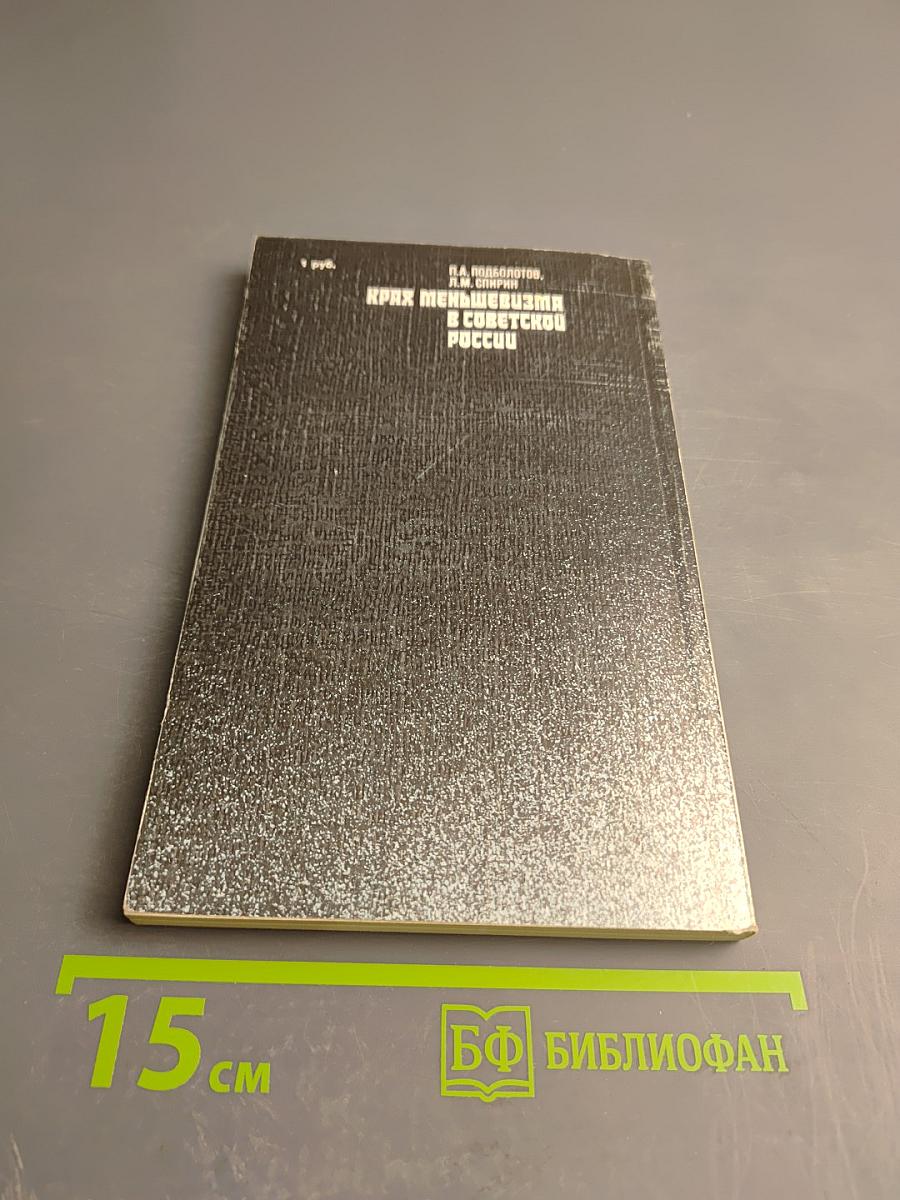 1 руб.
П.А. ПОДБОЛОТОВ,
Л.М. СПИРИН
КРАХ МЕНЬШЕВИЗМА
В СОВЕТСКОЙ
РОССИИ
15 см
БФ БИБЛИОФАН